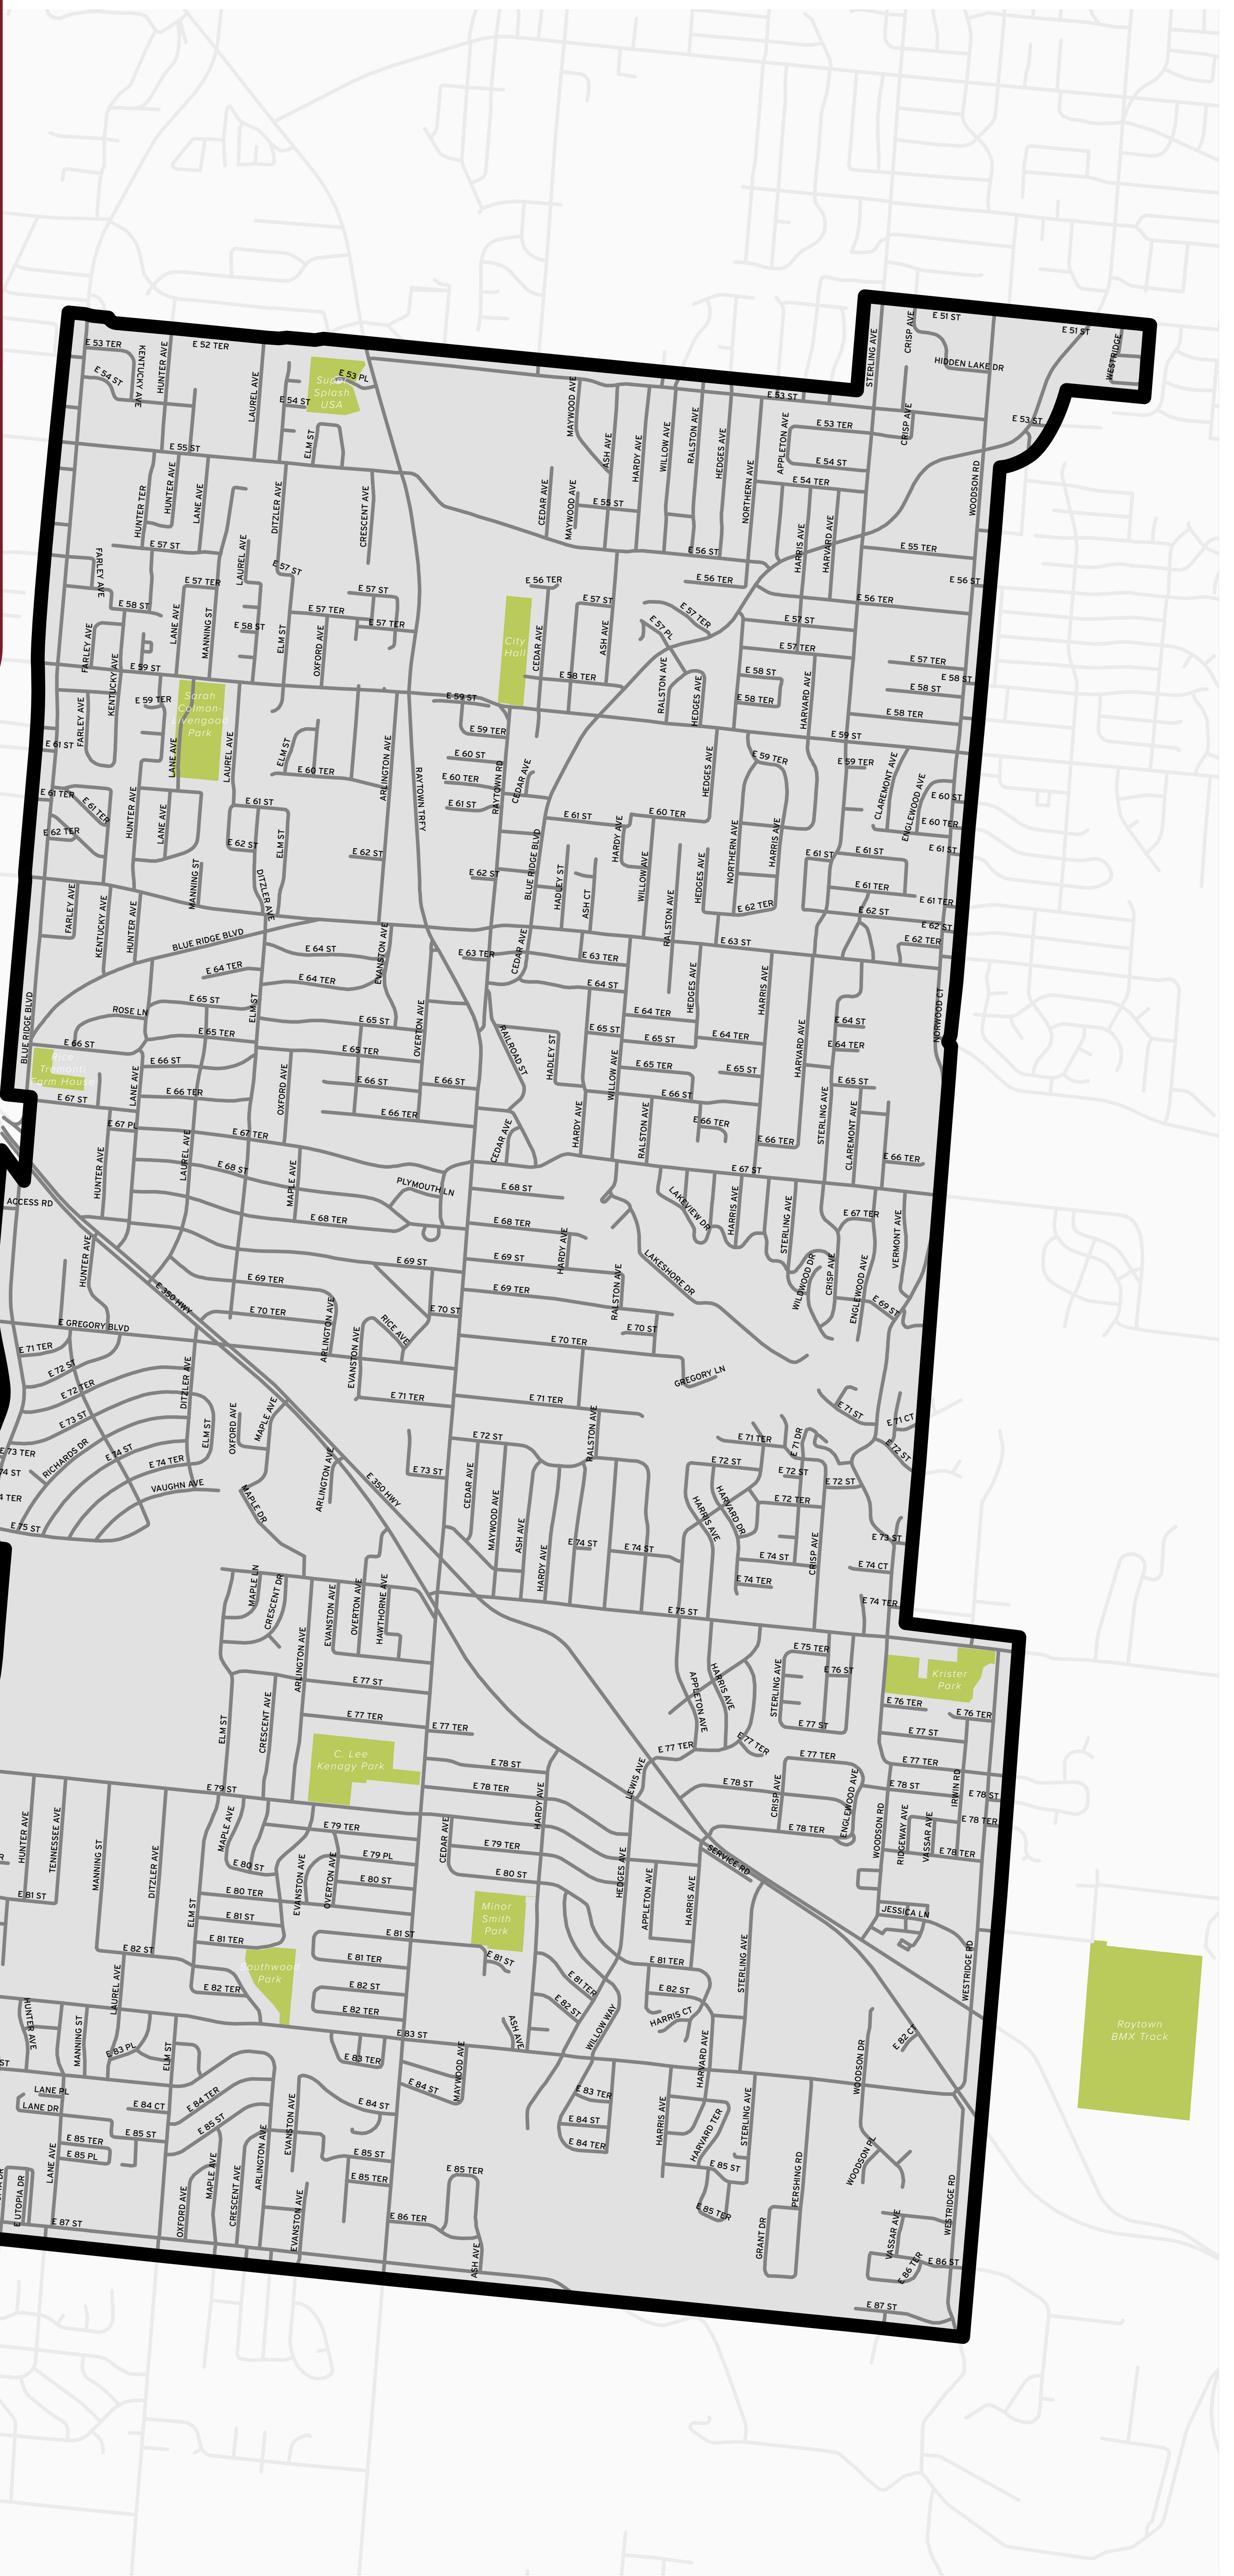 E 51 ST
E 51 ST
CRISP AVE
STERLING AVE
WESTRIDGE
HIDDEN LAKE DR
E 53 TER
KENTUCKY AVE
HUNTER AVE
E 52 TER
E 54 ST
LAUREL AVE
E 53 PL
Super
Splash
USA
E 54 ST
MAYWOOD AVE
E 53 ST
E 53 ST
CRISP AVE
E 53 TER
APPLETON AVE
E 55 ST
ELM ST
ASH AVE
HARDY AVE
WILLOW AVE
RALSTON AVE
HEDGES AVE
E 54 ST
E 54 TER
NORTHERN AVE
WOODSON RD
HUNTER TER
HUNTER AVE
LANE AVE
DITZLER AVE
CRESCENT AVE
CEDAR AVE
MAYWOOD AVE
E 55 ST
HARRIS AVE
HARVARD AVE
E 57 ST
LAUREL AVE
E 56 ST
E 55 TER
FARLEY AVE
E 57 ST
E 57 TER
E 56 TER
E 56 TER
E 56 ST
E 58 ST
E 57 ST
E 57 ST
E 56 TER
LANE AVE
MANNING ST
E 58 ST
E 57 TER
E 57 TER
E 57 TER
E 57 PL
E 57 ST
FARLEY AVE
ELM ST
OXFORD AVE
City
Hall
CEDAR AVE
ASH AVE
E 57 TER
E 57 TER
E 59 ST
KENTUCKY AVE
E 58 TER
RALSTON AVE
HEDGES AVE
E 58 ST
E 58 TER
HARVARD AVE
E 58 ST
E 58 ST
E 59 TER
Sarah
Colman-
Livengood
Park
E 59 ST
E 58 TER
FARLEY AVE
E 59 TER
E 59 ST
E 61 ST
LANE AVE
LAUREL AVE
ELM ST
E 60 TER
ARLINGTON AVE
RAYTOWN TRFY
E 60 ST
E 60 TER
E 61 ST
RAYTOWN RD
CEDAR AVE
HEDGES AVE
E 59 TER
E 59 TER
CLAREMONT AVE
ENGLEWOOD AVE
E 60 ST
E 61 TER
E 61 TER
HUNTER AVE
LANE AVE
E 61 ST
E 61 ST
E 60 TER
E 60 TER
E 62 TER
E 62 ST
ELM ST
E 62 ST
BLUE RIDGE BLVD
HARDY AVE
WILLOW AVE
NORTHERN AVE
HARRIS AVE
E 61 ST
E 61 ST
E 61 ST
MANNING ST
DITZLER AVE
E 62 ST
HADLEY ST
ASH CT
RALSTON AVE
HEDGES AVE
E 61 TER
E 61 TER
FARLEY AVE
KENTUCKY AVE
HUNTER AVE
E 62 TER
E 62 ST
E 62 ST
BLUE RIDGE BLVD
E 64 ST
EVANSTON AVE
E 63 TER
CEDAR AVE
E 63 TER
E 63 ST
E 62 TER
E 64 TER
E 64 TER
E 64 ST
HEDGES AVE
HARRIS AVE
NORWOOD CT
BLUE RIDGE BLVD
ROSE LN
E 65 ST
ELM ST
E 65 ST
OVERTON AVE
E 64 TER
E 64 ST
E 66 ST
E 65 TER
E 65 TER
RAILROAD ST
HADLEY ST
E 65 ST
E 65 ST
E 64 TER
HARVARD AVE
E 64 TER
Rice
Tremonti
Farm House
E 66 ST
LANE AVE
E 66 TER
OXFORD AVE
E 66 ST
E 66 ST
WILLOW AVE
E 65 TER
E 65 ST
E 65 ST
E 67 ST
E 66 TER
E 66 ST
STERLING AVE
CLAREMONT AVE
E 67 PL
E 67 TER
CEDAR AVE
HARDY AVE
RALSTON AVE
E 66 TER
E 66 TER
E 66 TER
HUNTER AVE
LAUREL AVE
E 68 ST
MAPLE AVE
PLYMOUTH LN
E 68 ST
E 67 ST
ACCESS RD
E 68 TER
E 68 TER
LAKEVIEW DR
HARRIS AVE
STERLING AVE
E 67 TER
VERMONT AVE
HUNTER AVE
E 69 ST
E 69 ST
HARDY AVE
LAKESHORE DR
WILDWOOD DR
CRISP AVE
ENGLEWOOD AVE
E 350 HWY
E 69 TER
E 69 TER
RALSTON AVE
E 69 ST
E GREGORY BLVD
E 70 TER
ARLINGTON AVE
EVANSTON AVE
RICE AVE
E 70 ST
E 70 TER
E 70 ST
E 71 TER
E 72 ST
E 72 TER
E 73 ST
DITZLER AVE
GREGORY LN
E 71 TER
E 71 TER
E 71 ST
E 71 CT
E 73 TER
RICHARDS DR
E 74 ST
ELM ST
OXFORD AVE
MAPLE AVE
E 72 ST
RALSTON AVE
E 71 TER
E 71 DR
E 72 ST
E 74 TER
VAUGHN AVE
ARLINGTON AVE
E 350 HWY
E 73 ST
CEDAR AVE
MAYWOOD AVE
E 72 ST
E 72 ST
E 72 ST
E 75 ST
MAPLE DR
ASH AVE
HARDY AVE
E 74 ST
E 74 ST
HARRIS AVE
HARVARD DR
E 72 TER
CRISP AVE
E 73 ST
E 74 ST
E 74 CT
E 74 TER
E 74 TER
MAPLE LN
CRESCENT DR
EVANSTON AVE
OVERTON AVE
HAWTHORNE AVE
E 75 ST
ARLINGTON AVE
E 75 TER
E 76 ST
Krister
Park
E 77 ST
APPLETON AVE
HARRIS AVE
STERLING AVE
E 76 TER
E 76 TER
ELM ST
CRESCENT AVE
E 77 TER
E 77 TER
E 77 ST
E 77 ST
C. Lee
Kenagy Park
E 78 ST
E 77 TER
E 77 TER
E 77 TER
E 77 TER
E 79 ST
E 78 TER
LEWIS AVE
E 78 ST
CRISP AVE
ENGLEWOOD AVE
E 78 ST
IRWIN RD
E 78 ST
HUNTER AVE
TENNESSEE AVE
MANNING ST
DITZLER AVE
MAPLE AVE
E 79 TER
CEDAR AVE
HARDY AVE
E 78 TER
WOODSON RD
RIDGEWAY AVE
VASSAR AVE
E 78 TER
E 78 TER
E 80 ST
E 79 PL
E 79 TER
HEDGES AVE
SERVICE RD
E 81 ST
EVANSTON AVE
OVERTON AVE
E 80 ST
E 80 ST
APPLETON AVE
HARRIS AVE
ELM ST
E 80 TER
E 81 ST
E 81 TER
Minor
Smith
Park
JESSICA LN
E 82 ST
E 81 ST
E 81 ST
STERLING AVE
WESTRIDGE RD
LAUREL AVE
Southwood
Park
E 81 TER
E 81 TER
E 81 TER
E 82 TER
E 82 ST
E 82 ST
E 82 ST
HUNTER AVE
MANNING ST
E 82 TER
ASH AVE
WILLOW WAY
HARRIS CT
E 82 CT
Raytown
BMX Track
E 83 PL
ELM ST
E 83 ST
E 83 TER
MAYWOOD AVE
HARVARD AVE
WOODSON DR
LANE PL
LANE DR
E 84 CT
E 84 TER
E 84 ST
E 84 ST
E 83 TER
E 84 ST
E 84 TER
E 85 ST
E 85 ST
EVANSTON AVE
HARRIS AVE
HARVARD TER
STERLING AVE
E 85 TER
E 85 PL
LANE AVE
MAPLE AVE
ARLINGTON AVE
E 85 ST
E 85 TER
E 85 TER
E 85 ST
PERSHING RD
WOODSON PL
E UTOPIA DR
OXFORD AVE
CRESCENT AVE
EVANSTON AVE
E 86 TER
E 85 TER
GRANT DR
VASSAR AVE
WESTRIDGE RD
E 87 ST
ASH AVE
E 86 TER
E 86 ST
E 87 ST